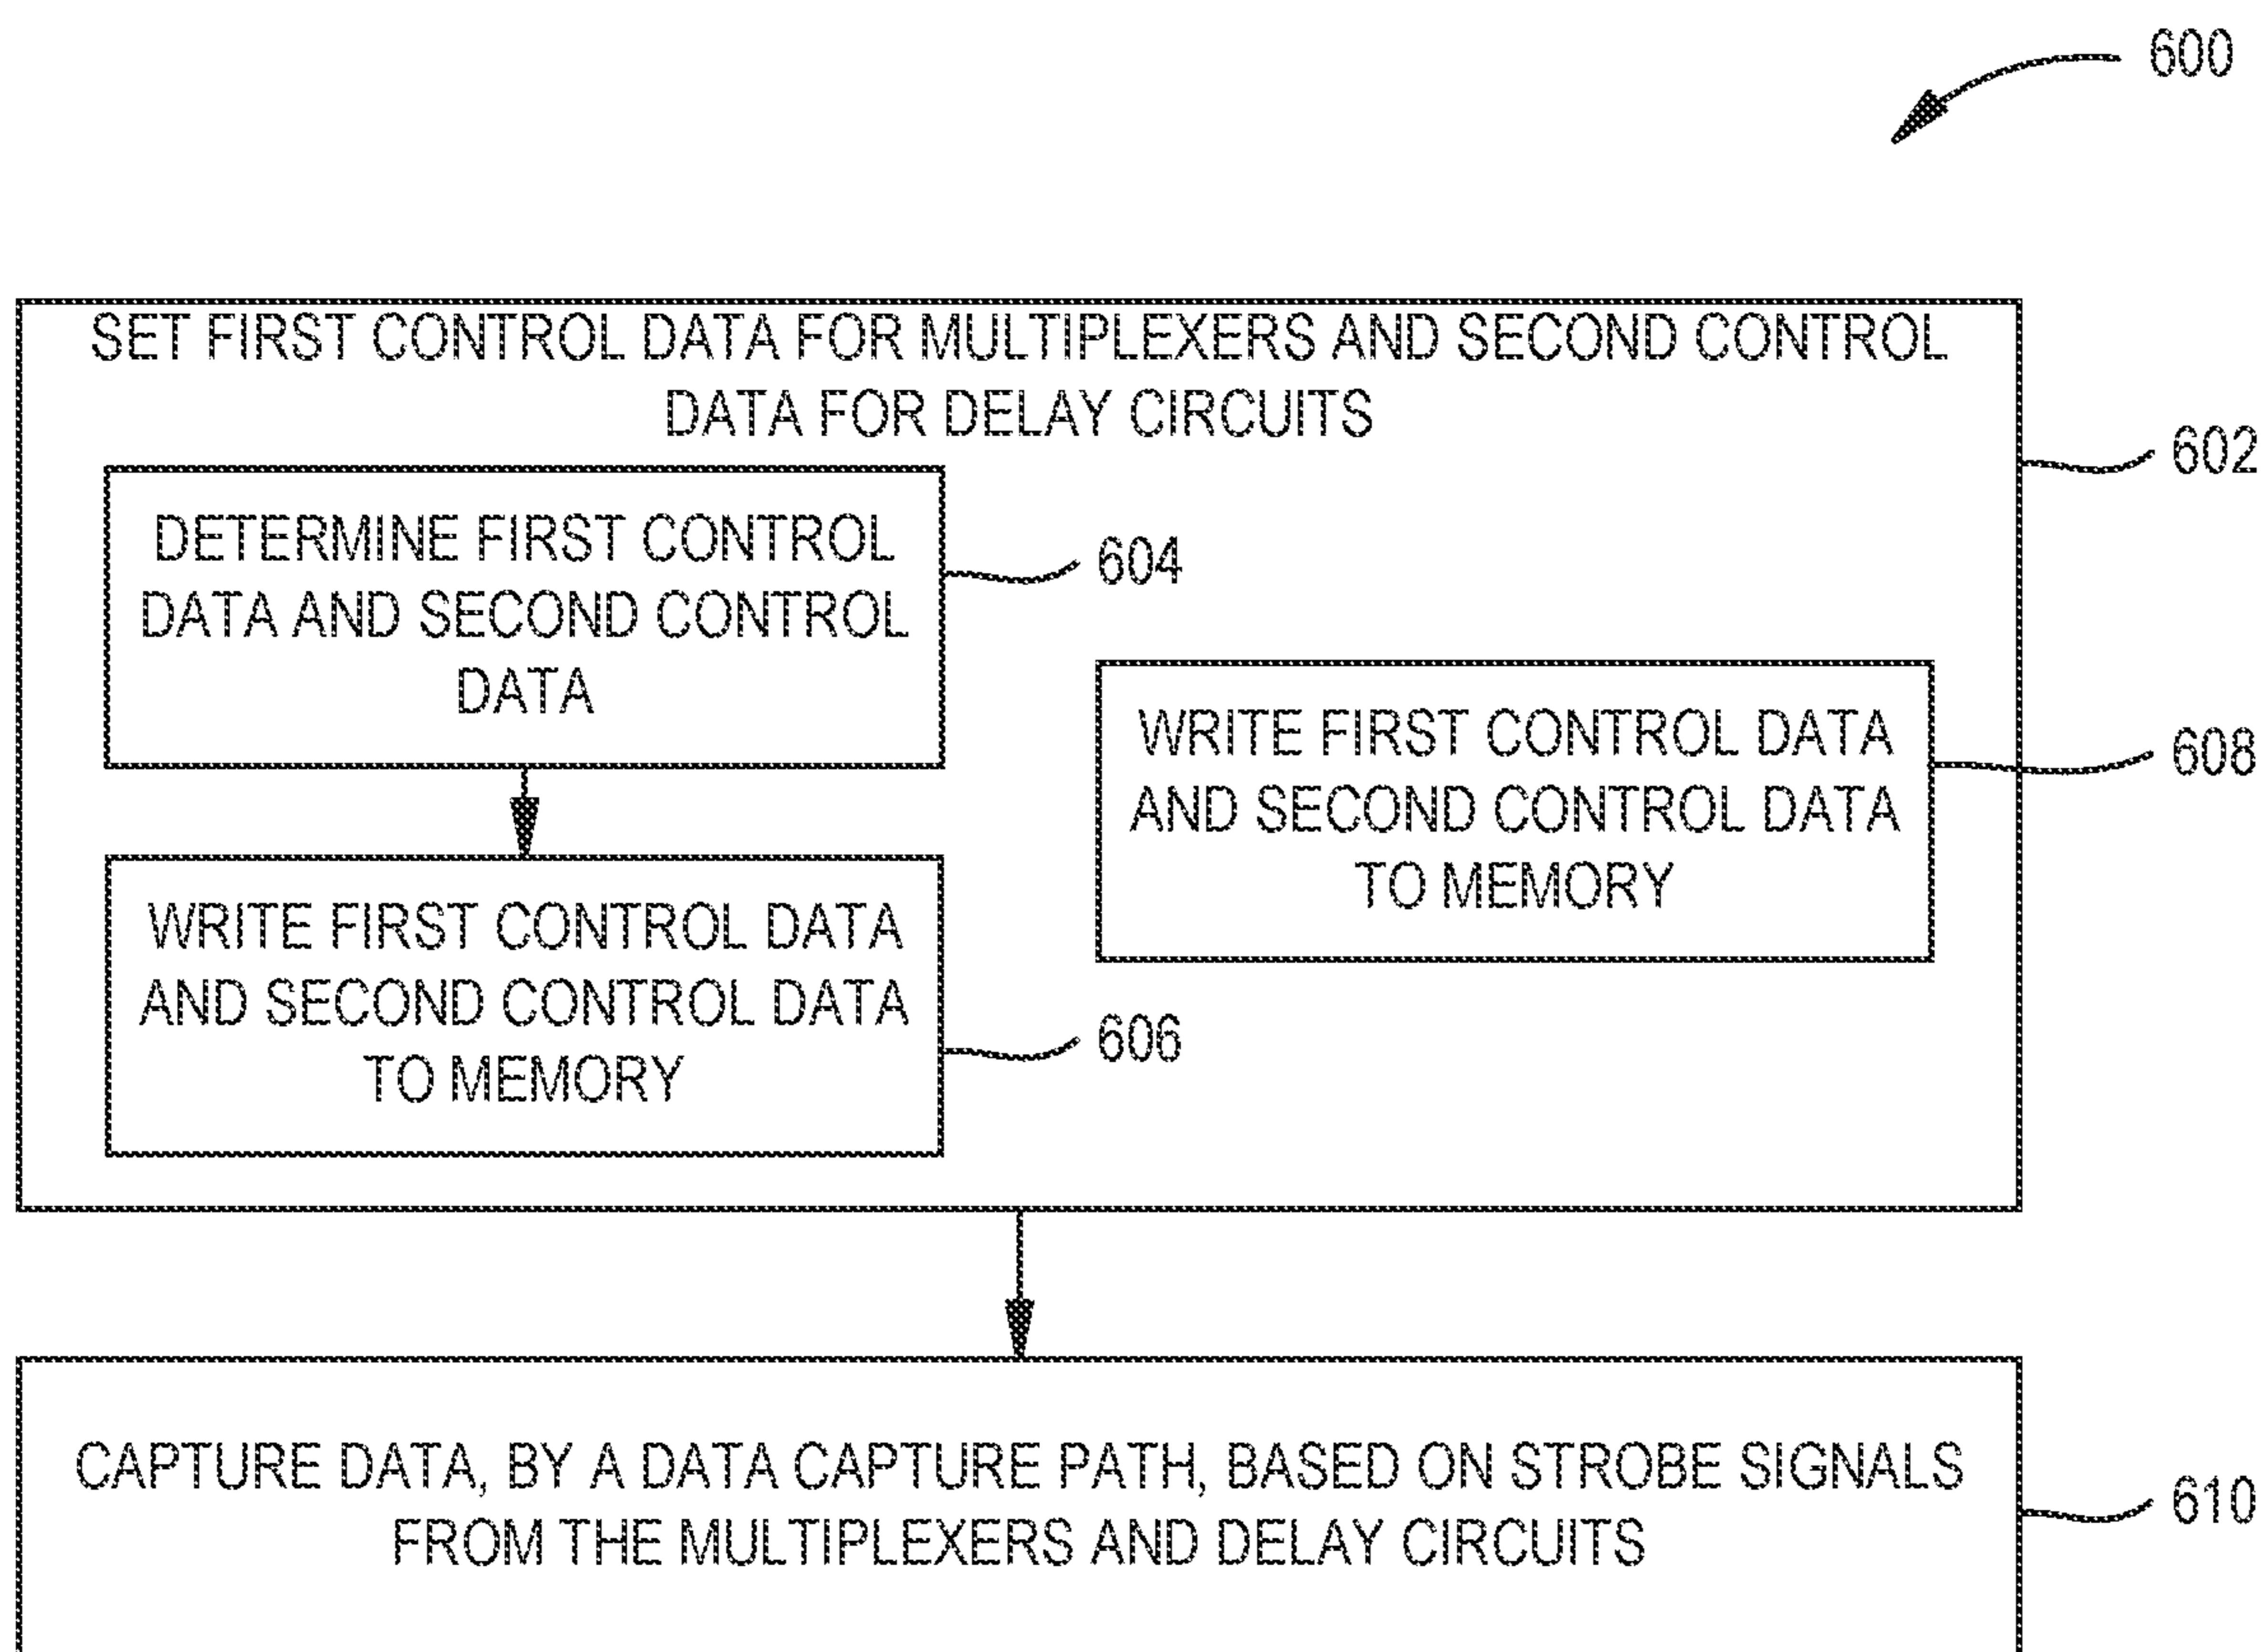 600
SET FIRST CONTROL DATA FOR MULTIPLEXERS AND SECOND CONTROL
DATA FOR DELAY CIRCUITS
602
DETERMINE FIRST CONTROL
DATA AND SECOND CONTROL
DATA
604
WRITE FIRST CONTROL DATA
AND SECOND CONTROL DATA
TO MEMORY
608
WRITE FIRST CONTROL DATA
AND SECOND CONTROL DATA
TO MEMORY
606
CAPTURE DATA, BY A DATA CAPTURE PATH, BASED ON STROBE SIGNALS
FROM THE MULTIPLEXERS AND DELAY CIRCUITS
610